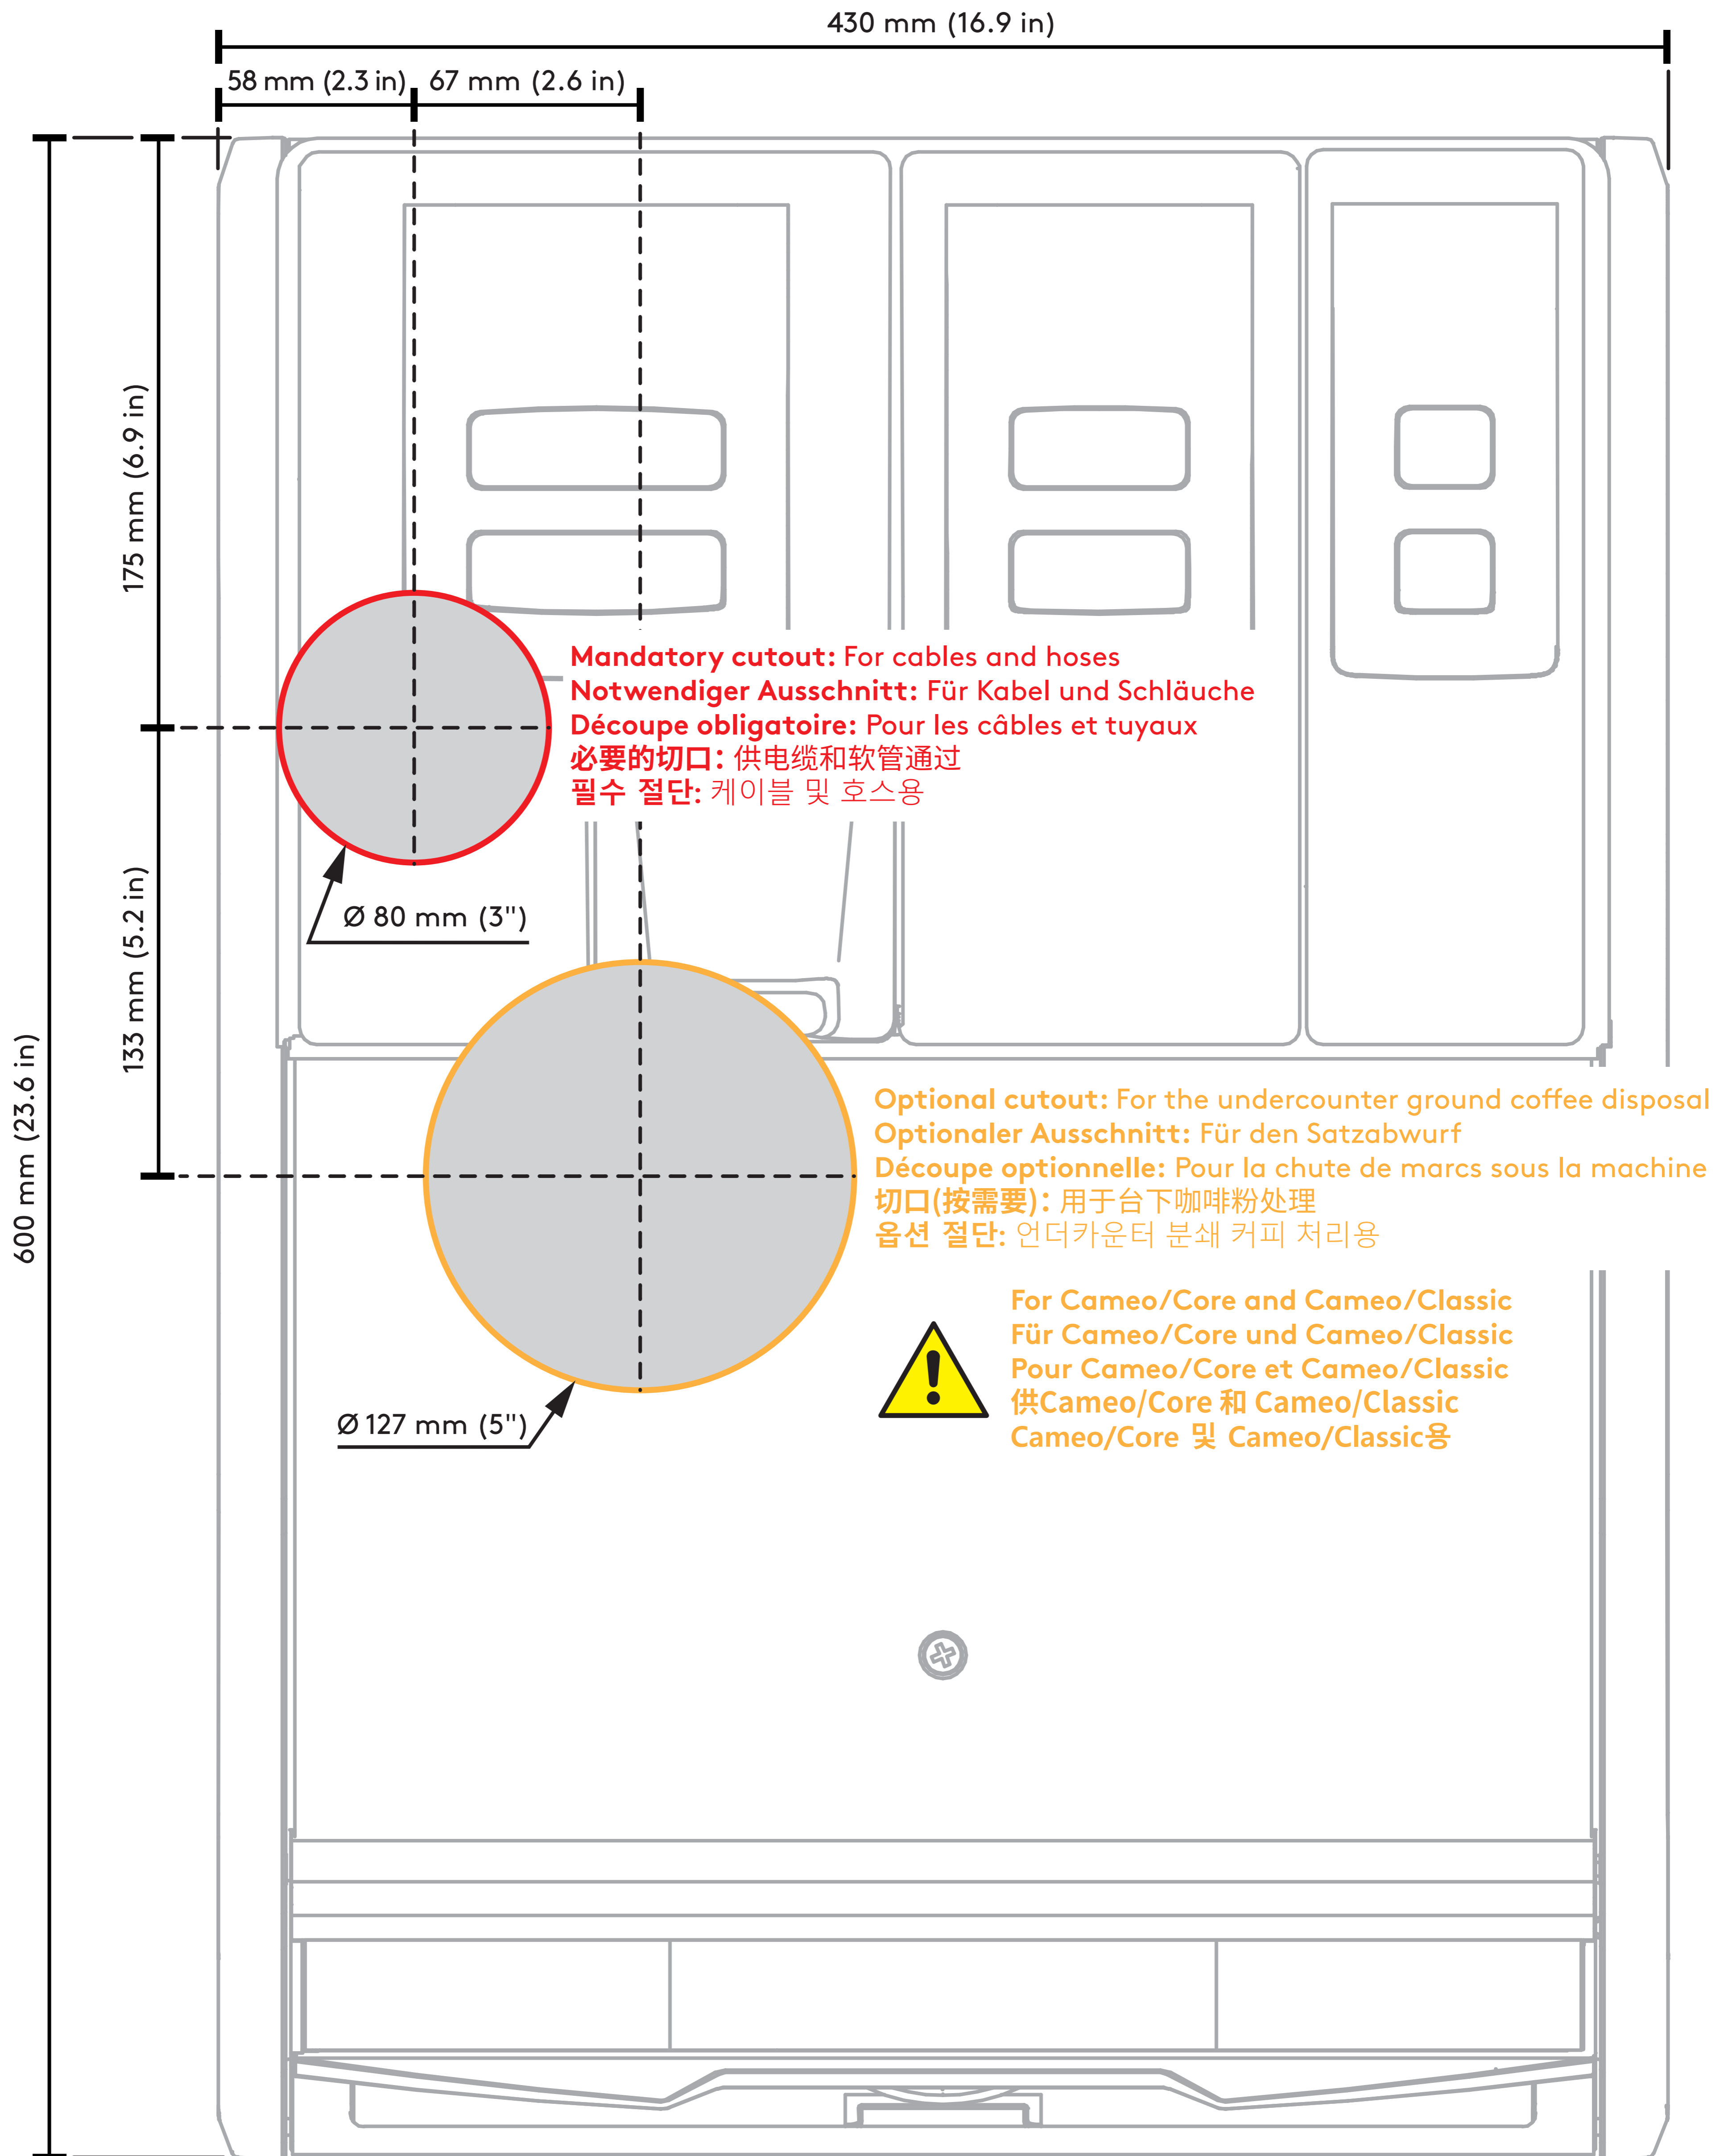 430 mm (16.9 in)
58 mm (2.3 in)
67 mm (2.6 in)
175 mm (6.9 in)
Mandatory cutout: For cables and hoses
Notwendiger Ausschnitt: Für Kabel und Schläuche
Découpe obligatoire: Pour les câbles et tuyaux
必要的切口: 供电缆和软管通过
필수 절단: 케이블 및 호스용
Ø 80 mm (3")
133 mm (5.2 in)
600 mm (23.6 in)
Optional cutout: For the undercounter ground coffee disposal
Optionaler Ausschnitt: Für den Satzabwurf
Découpe optionnelle: Pour la chute de marcs sous la machine
切口(按需要): 用于台下咖啡粉处理
옵션 절단: 언더카운터 분쇄 커피 처리용
For Cameo/Core and Cameo/Classic
Für Cameo/Core und Cameo/Classic
Pour Cameo/Core et Cameo/Classic
供Cameo/Core 和 Cameo/Classic
Cameo/Core 및 Cameo/Classic용
Ø 127 mm (5")